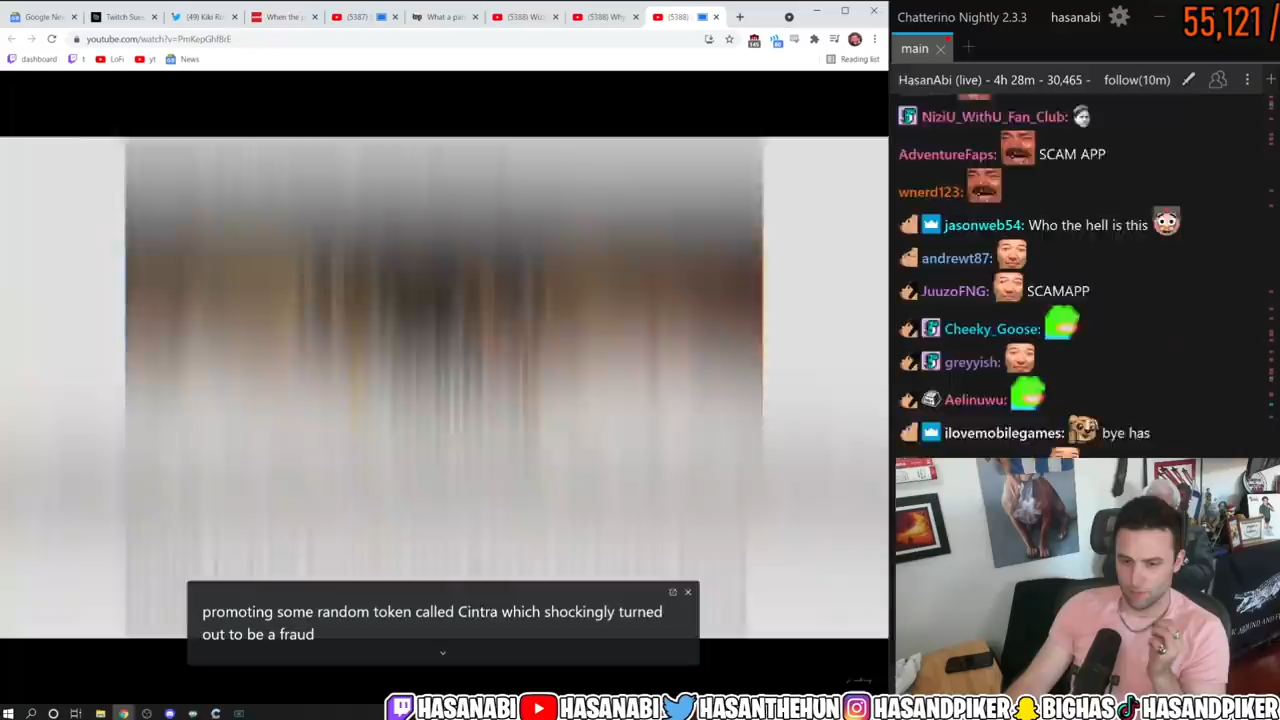 Google Ne
Twitch Sus
(49) Kiki R
When the p
(5387)
What a pa
(5388) Wiz
(5388) Why
(5388)
youtube.com/watch?v=PmKepGhfBrE
dashboard
t
LoFi
yt
News
Reading list
promoting some random token called Cintra which shockingly turned
out to be a fraud
Chatterino Nightly 2.3.3
hasanabi
55,121 /
main
HasanAbi (live) - 4h 28m - 30,465 -
follow(10m)
NiziU_WithU_Fan_Club:
AdventureFaps: SCAM APP
wnerd123:
jasonweb54: Who the hell is this
andrewt87:
JuuzoFNG: SCAMAPP
Cheeky_Goose:
greyyish:
Aelinuwu:
ilovemobilegames: bye has
HASANABI
HASANABI
HASANTHEHUN
HASANDPIKER
BIGHAS
HASANDPIKER